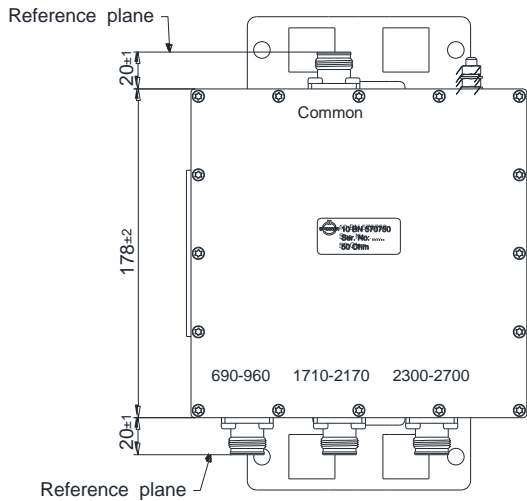 Reference plane
20±1
Common
178±2
10 BN 570750
Ser. No: ......
50 Ohm
690-960 1710-2170 2300-2700
20±1
Reference plane